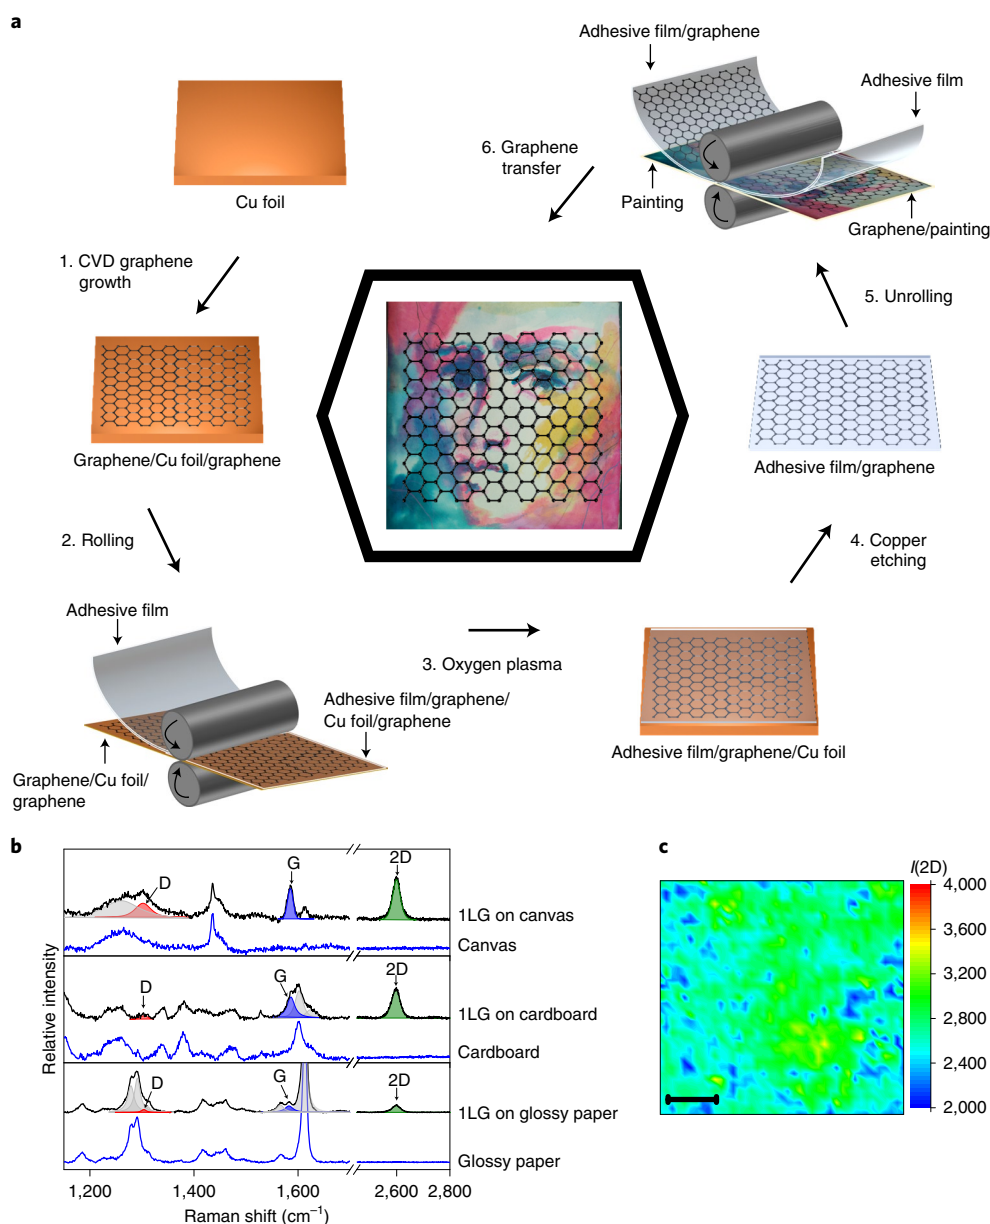 a
Adhesive film/graphene
Adhesive film
6. Graphene
transfer
Cu foil
Painting
Graphene/painting
1. CVD graphene
growth
5. Unrolling
Graphene/Cu foil/graphene
Adhesive film/graphene
2. Rolling
4. Copper
etching
Adhesive film
3. Oxygen plasma
Adhesive film/graphene/
Cu foil/graphene
Graphene/Cu foil/
graphene
Adhesive film/graphene/Cu foil
b
Relative intensity
D
G
2D
1LG on canvas
Canvas
D
G
2D
1LG on cardboard
Cardboard
D
G
2D
1LG on glossy paper
Glossy paper
1,200
1,400
1,600
2,600
2,800
Raman shift (cm⁻¹)
c
I(2D)
4,000
3,600
3,200
2,800
2,400
2,000